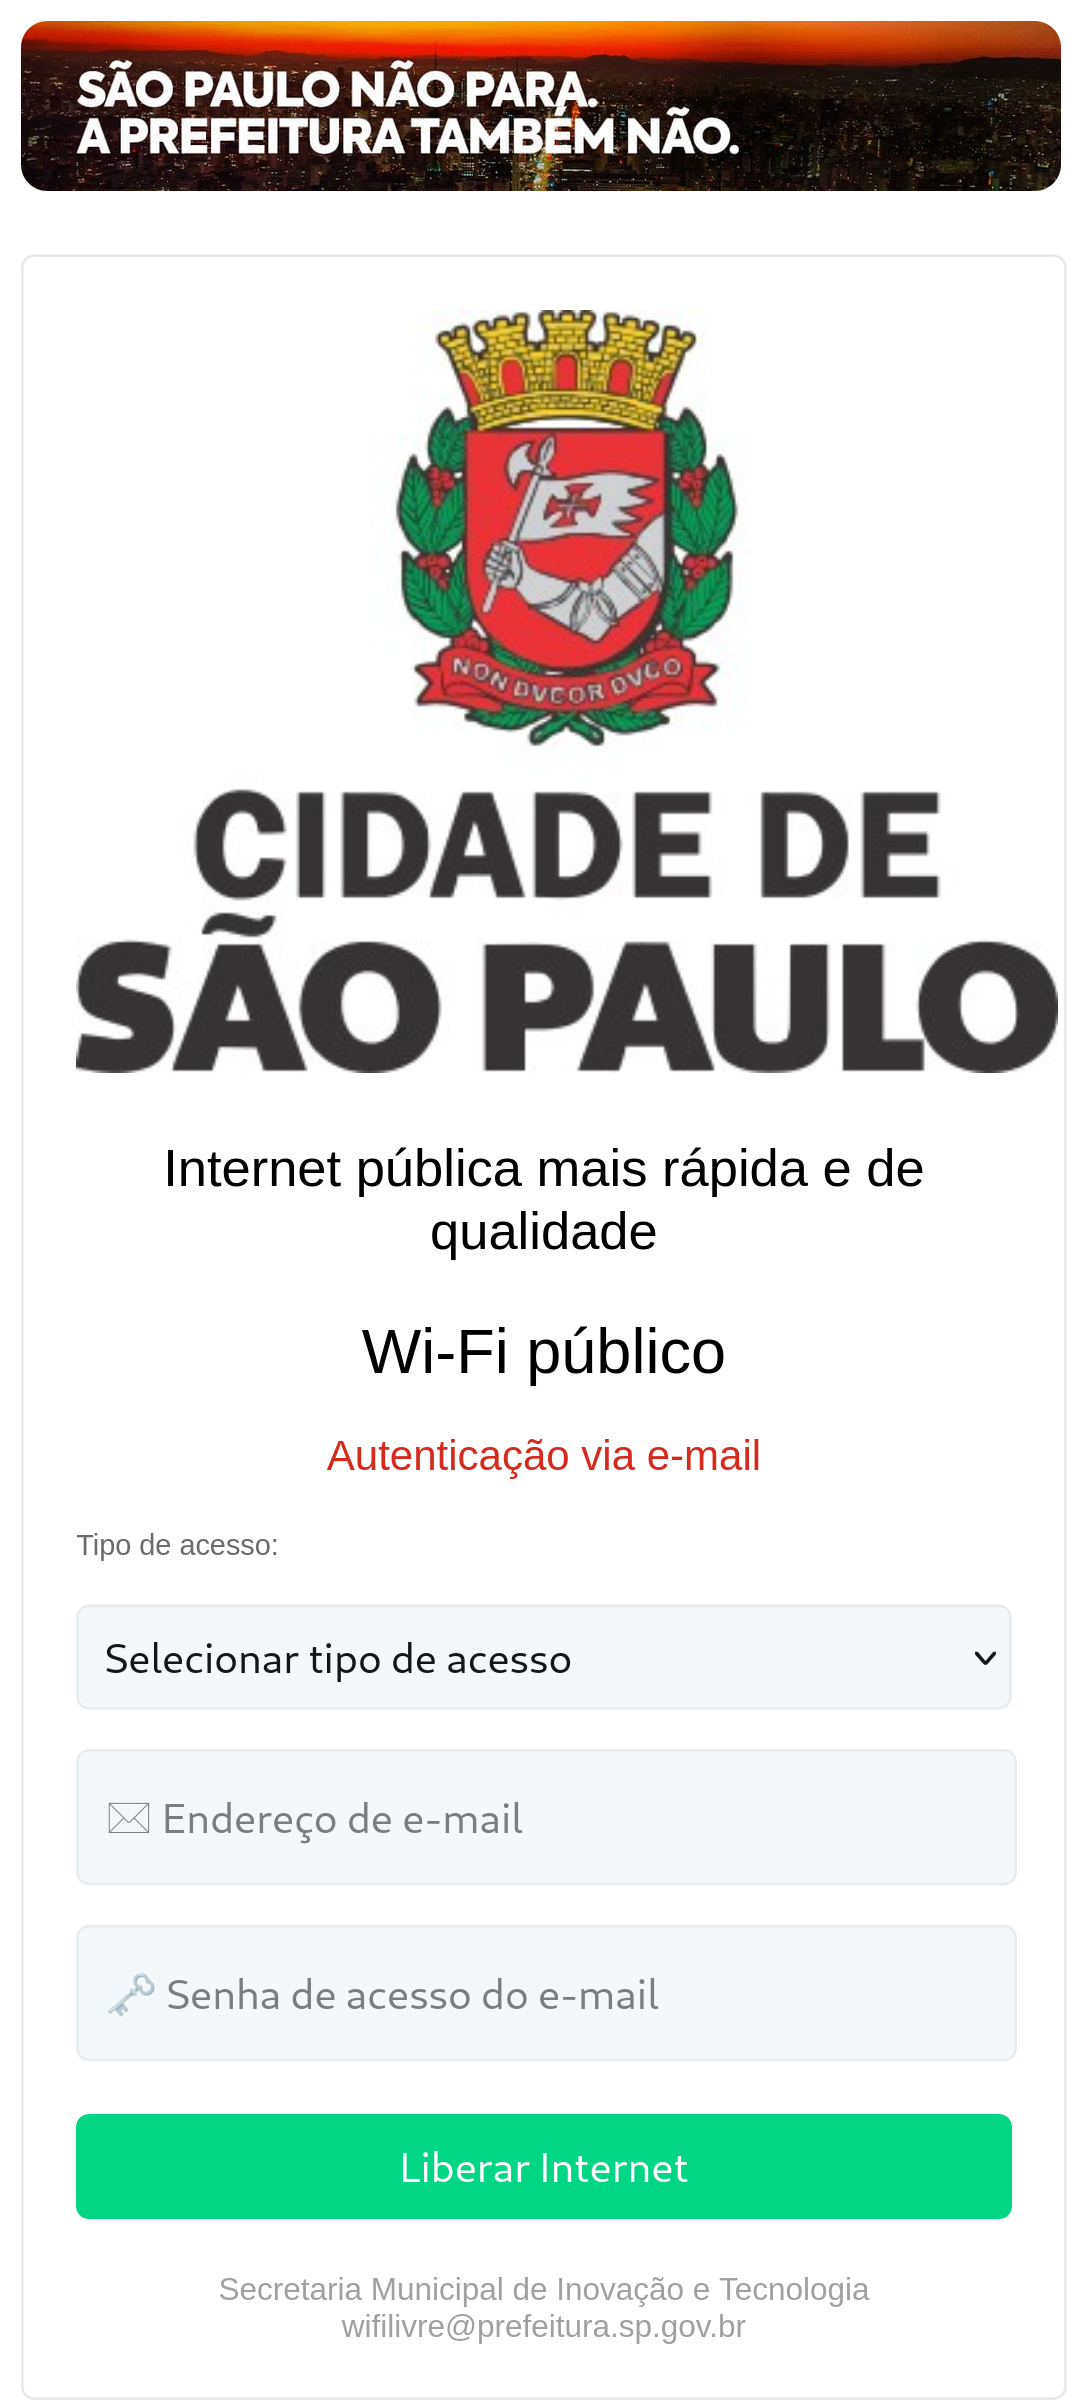 SÃO PAULO NÃO PARA.
A PREFEITURA TAMBÉM NÃO.
NON DVCOR DVCO
CIDADE DE
SÃO PAULO
Internet pública mais rápida e de
qualidade
Wi-Fi público
Autenticação via e-mail
Tipo de acesso:
Selecionar tipo de acesso
Endereço de e-mail
Senha de acesso do e-mail
Liberar Internet
Secretaria Municipal de Inovação e Tecnologia
wifilivre@prefeitura.sp.gov.br